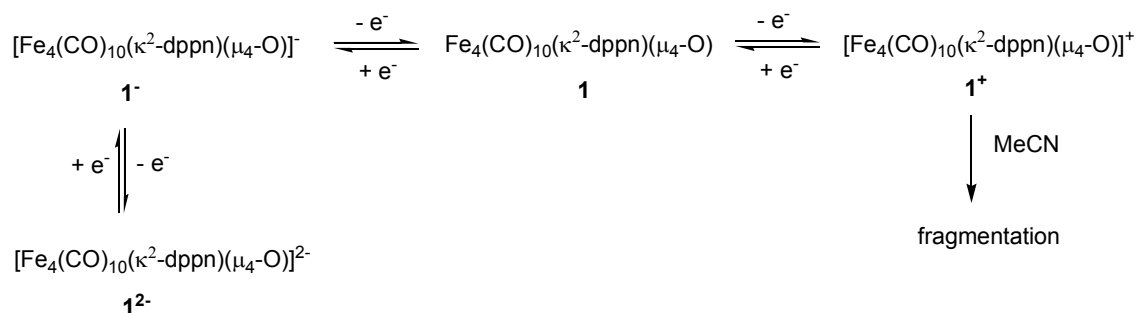 - e⁻ - e⁻
[Fe₄(CO)₁₀(κ²-dppn)(μ₄-O)]⁻ Fe₄(CO)₁₀(κ²-dppn)(μ₄-O) [Fe₄(CO)₁₀(κ²-dppn)(μ₄-O)]⁺
+ e⁻ + e⁻
1⁻ 1 1⁺
MeCN
+ e⁻ - e⁻
fragmentation
[Fe₄(CO)₁₀(κ²-dppn)(μ₄-O)]²⁻
1²⁻